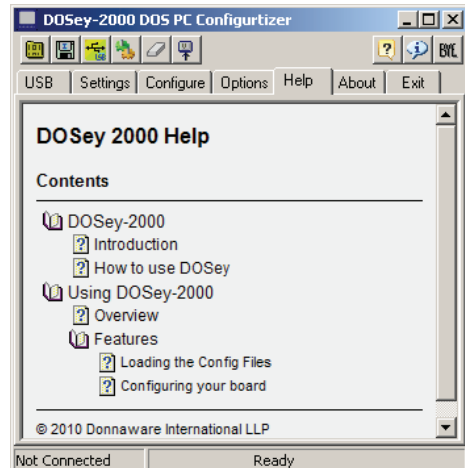 DOSey-2000 DOS PC Configurtizer
BYE
USB Settings Configure Options Help About Exit
DOSey 2000 Help
Contents
DOSey-2000
Introduction
How to use DOSey
Using DOSey-2000
Overview
Features
Loading the Config Files
Configuring your board
© 2010 Donnaware International LLP
Not Connected Ready